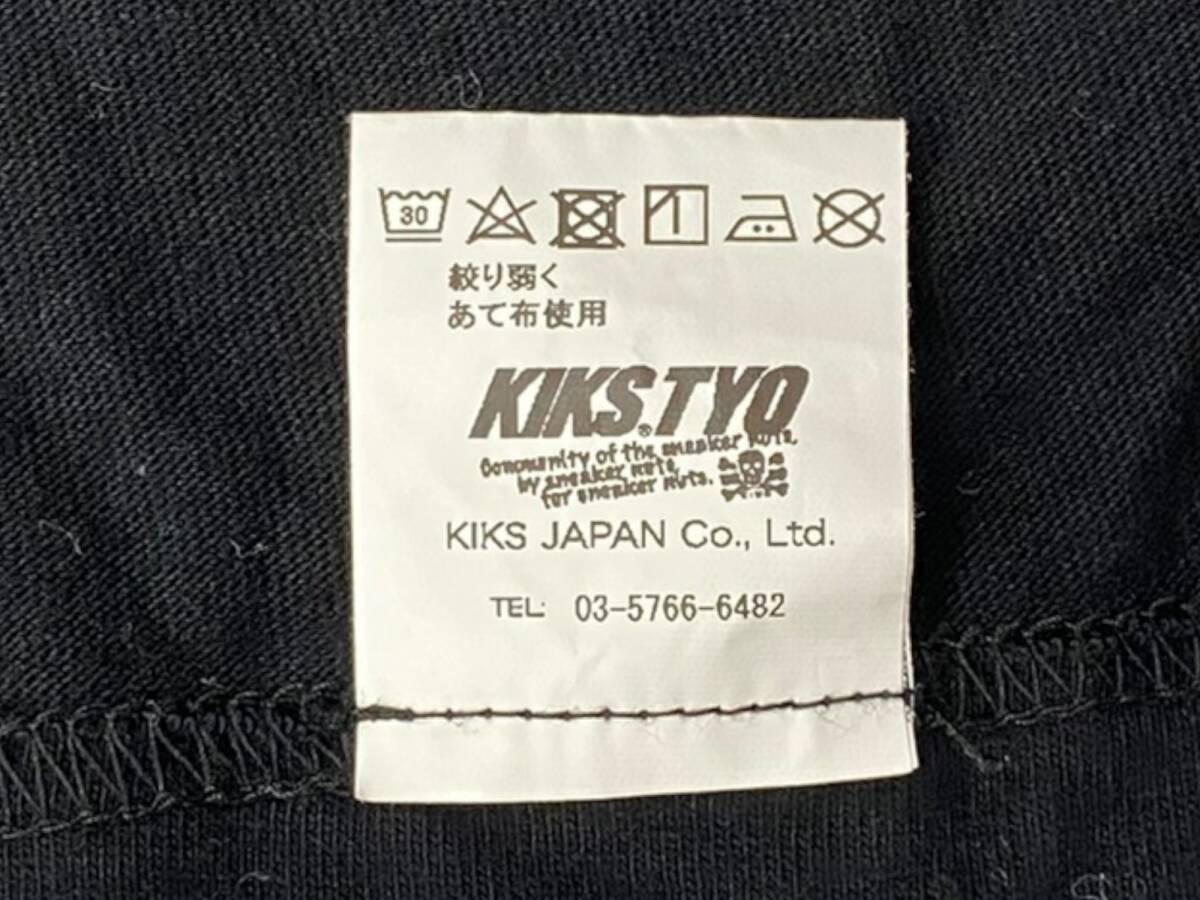 30
絞り弱く
あて布使用
KIKS®TYO
Community of the sneaker nuts,
by sneaker nuts,
for sneaker nuts.
KIKS JAPAN Co., Ltd.
TEL: 03-5766-6482